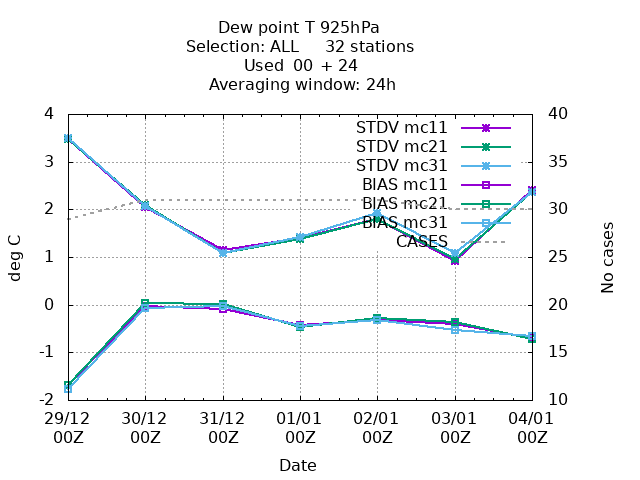 Dew point T 925hPa
Selection: ALL 32 stations
Used 00 + 24
Averaging window: 24h
4
3
2
1
0
-1
-2
40
35
30
25
20
15
10
STDV mc11
STDV mc21
STDV mc31
BIAS mc11
BIAS mc21
BIAS mc31
CASES
deg C
No cases
29/12 30/12 31/12 01/01 02/01 03/01 04/01
00Z 00Z 00Z 00Z 00Z 00Z 00Z
Date